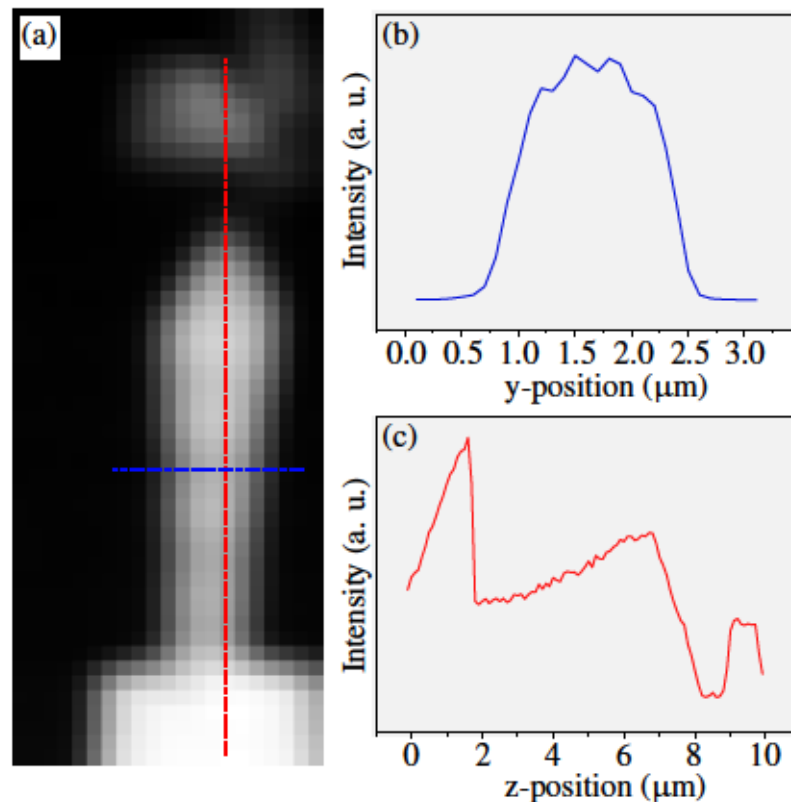 (a)
(b)
Intensity (a. u.)
0.0 0.5 1.0 1.5 2.0 2.5 3.0
y-position (μm)
(c)
Intensity (a. u.)
0 2 4 6 8 10
z-position (μm)